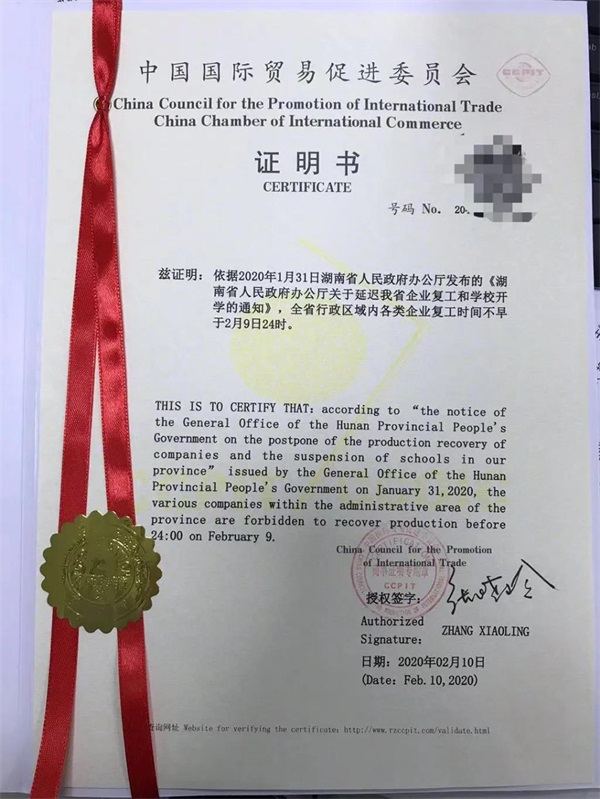 CCPIT
中国国际贸易促进委员会
China Council for the Promotion of International Trade
China Chamber of International Commerce
证明书
CERTIFICATE
号码 No. 20
兹证明：依据2020年1月31日湖南省人民政府办公厅发布的《湖
南省人民政府办公厅关于延迟我省企业复工和学校开
学的通知》，全省行政区域内各类企业复工时间不早
于2月9日24时。
THIS IS TO CERTIFY THAT: according to “the notice of
the General Office of the Hunan Provincial People's
Government on the postpone of the production recovery of
companies and the suspension of schools in our
province” issued by the General Office of the Hunan
Provincial People's Government on January 31,2020, the
various companies within the administrative area of the
province are forbidden to recover production before
24:00 on February 9.
China Council for the Promotion
of International Trade
CCPIT
授权签字：
Authorized
Signature:
ZHANG XIAOLING
日期：2020年02月10日
(Date: Feb.10,2020)
查询网址 Website for verifying the certificate: http://www.rzccpit.com/validate.html